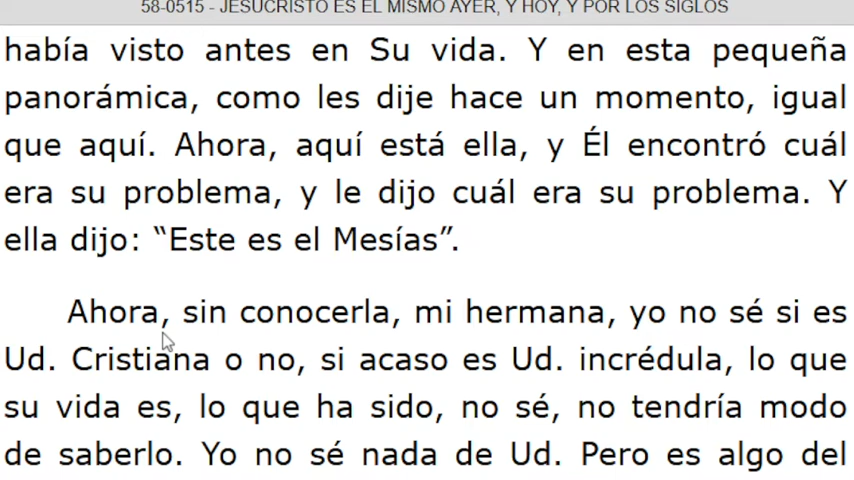 58-0515 - JESUCRISTO ES EL MISMO AYER, Y HOY, Y POR LOS SIGLOS
había visto antes en Su vida. Y en esta pequeña
panorámica, como les dije hace un momento, igual
que aquí. Ahora, aquí está ella, y Él encontró cuál
era su problema, y le dijo cuál era su problema. Y
ella dijo: “Este es el Mesías”.
Ahora, sin conocerla, mi hermana, yo no sé si es
Ud. Cristiana o no, si acaso es Ud. incrédula, lo que
su vida es, lo que ha sido, no sé, no tendría modo
de saberlo. Yo no sé nada de Ud. Pero es algo del